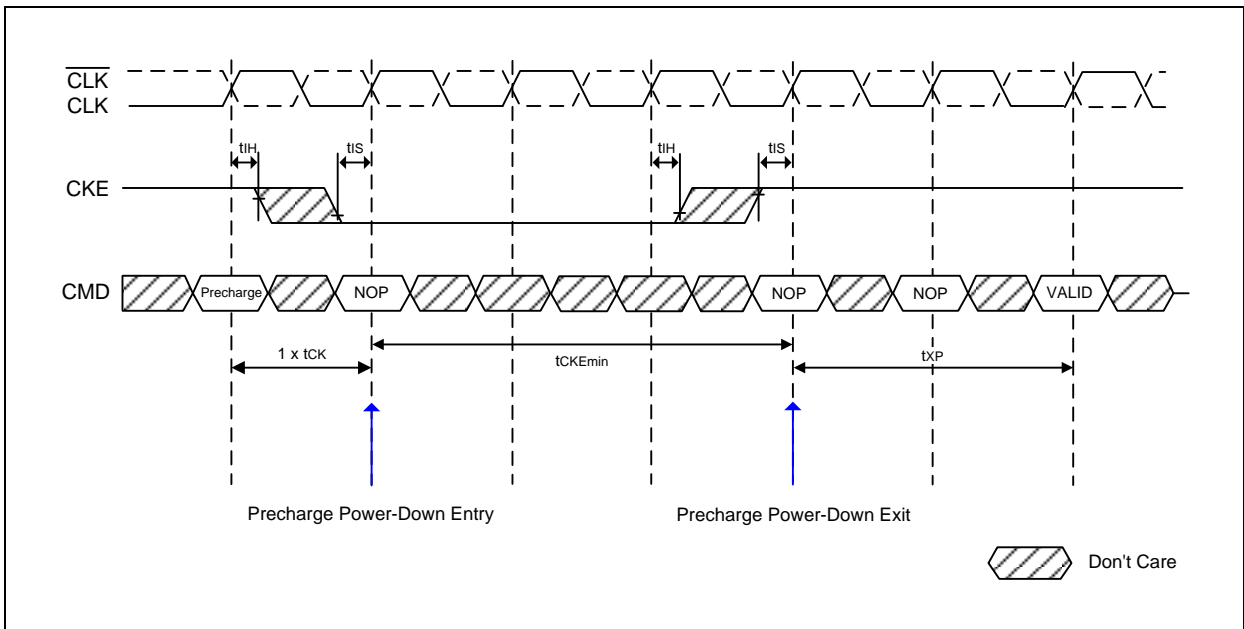 CLK
CLK
tIH
tIS
tIH
tIS
CKE
CMD
Precharge
NOP
NOP
NOP
VALID
1 x tCK
tCKEmin
tXP
Precharge Power-Down Entry
Precharge Power-Down Exit
Don't Care